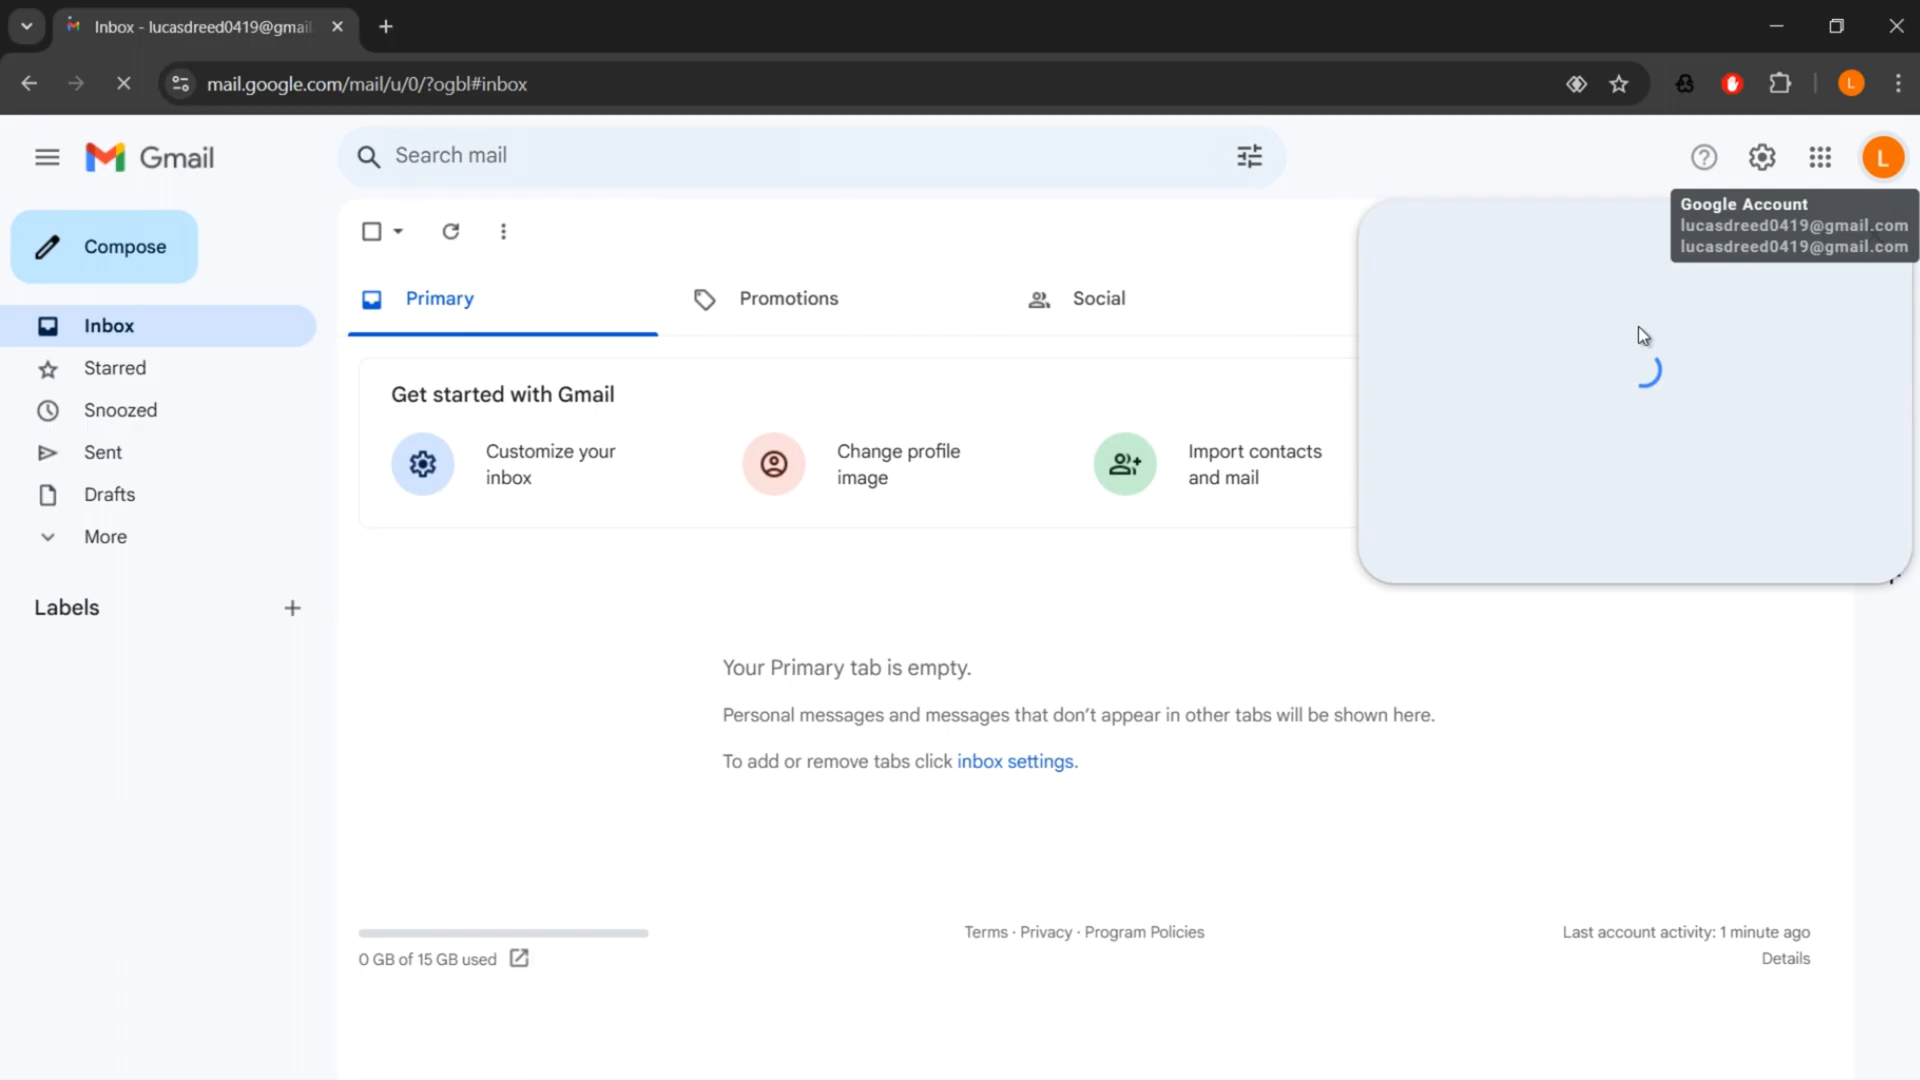 Inbox - lucasdreed0419@gmail
mail.google.com/mail/u/0/?ogbl#inbox
L
Gmail
Search mail
L
Google Account
lucasdreed0419@gmail.com
lucasdreed0419@gmail.com
Compose
Inbox
Starred
Snoozed
Sent
Drafts
More
Labels
Primary
Promotions
Social
Get started with Gmail
Customize your
inbox
Change profile
image
Import contacts
and mail
Your Primary tab is empty.
Personal messages and messages that don’t appear in other tabs will be shown here.
To add or remove tabs click inbox settings.
0 GB of 15 GB used
Terms · Privacy · Program Policies
Last account activity: 1 minute ago
Details